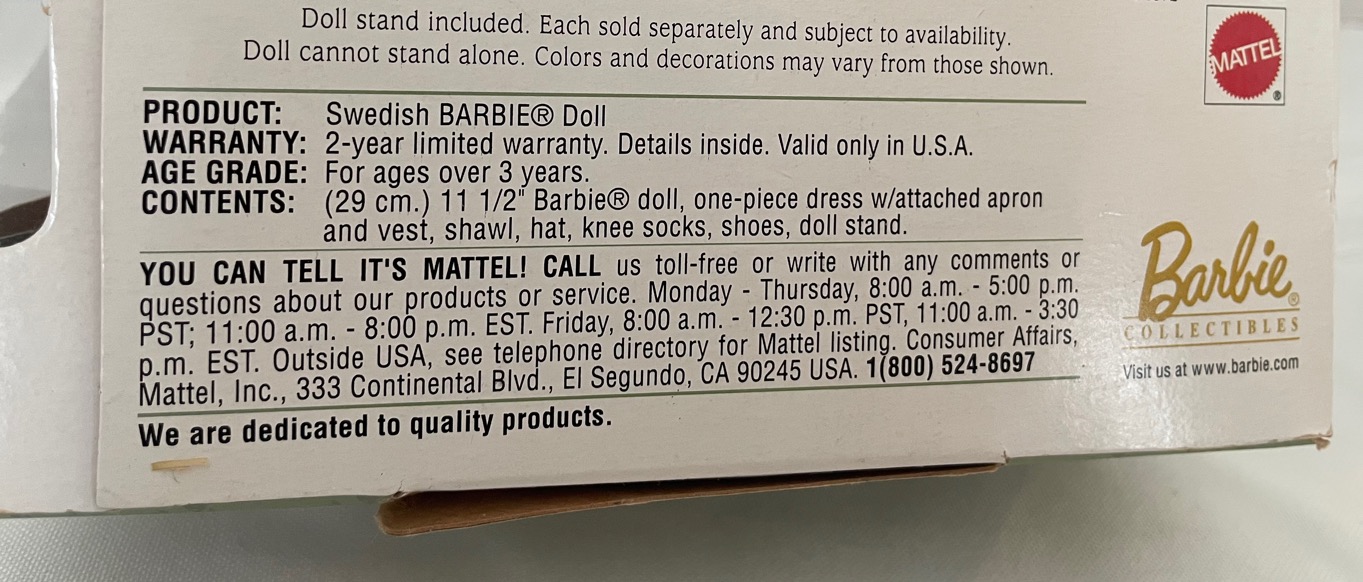 Doll stand included. Each sold separately and subject to availability.
Doll cannot stand alone. Colors and decorations may vary from those shown.
MATTEL
®
PRODUCT: Swedish BARBIE® Doll
WARRANTY: 2-year limited warranty. Details inside. Valid only in U.S.A.
AGE GRADE: For ages over 3 years.
CONTENTS: (29 cm.) 11 1/2" Barbie® doll, one-piece dress w/attached apron
and vest, shawl, hat, knee socks, shoes, doll stand.
YOU CAN TELL IT'S MATTEL! CALL us toll-free or write with any comments or
questions about our products or service. Monday - Thursday, 8:00 a.m. - 5:00 p.m.
PST; 11:00 a.m. - 8:00 p.m. EST. Friday, 8:00 a.m. - 12:30 p.m. PST, 11:00 a.m. - 3:30
p.m. EST. Outside USA, see telephone directory for Mattel listing. Consumer Affairs,
Mattel, Inc., 333 Continental Blvd., El Segundo, CA 90245 USA. 1(800) 524-8697
We are dedicated to quality products.
Barbie®
COLLECTIBLES
Visit us at www.barbie.com